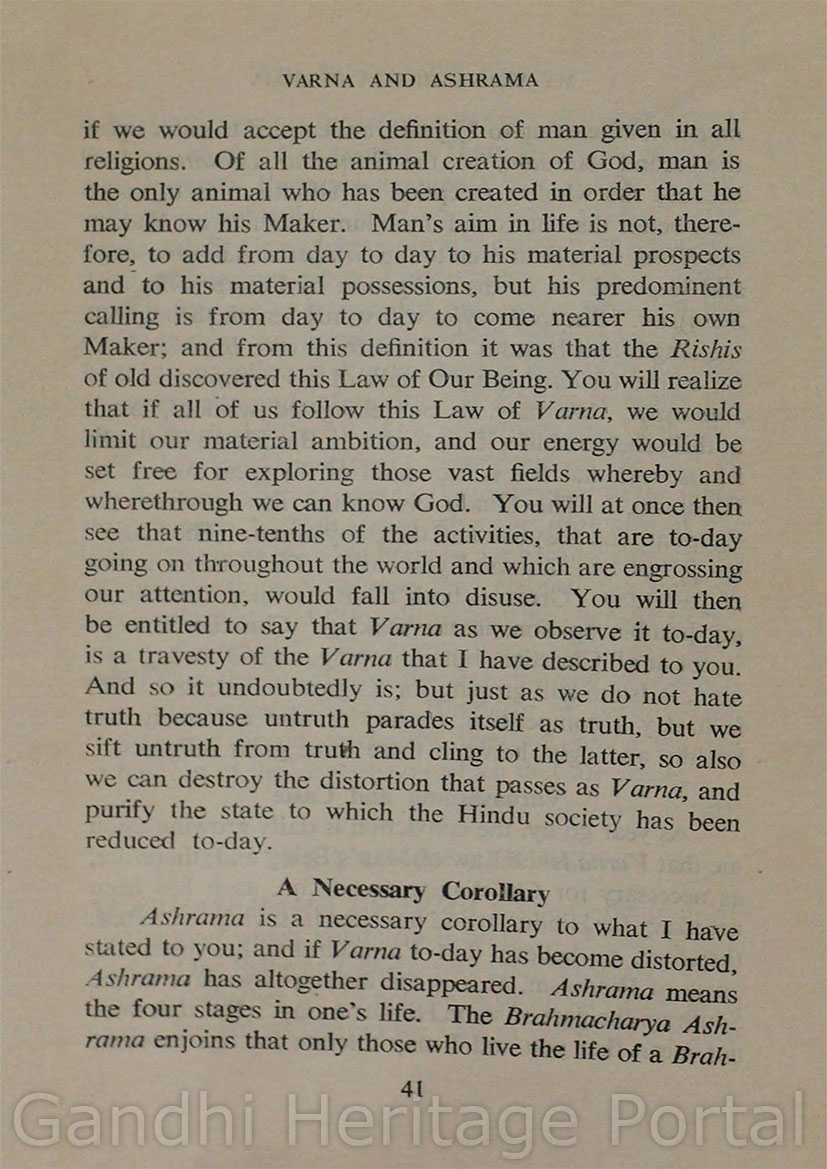 VARNA AND ASHRAMA
if we would accept the definition of man given in all
religions. Of all the animal creation of God, man is
the only animal who has been created in order that he
may know his Maker. Man's aim in life is not, there-
fore, to add from day to day to his material prospects
and to his material possessions, but his predominent
calling is from day to day to come nearer his own
Maker; and from this definition it was that the Rishis
of old discovered this Law of Our Being. You will realize
that if all of us follow this Law of Varna, we would
limit our material ambition, and our energy would be
set free for exploring those vast fields whereby and
wherethrough we can know God. You will at once then
see that nine-tenths of the activities, that are to-day
going on throughout the world and which are engrossing
our attention, would fall into disuse. You will then
be entitled to say that Varna as we observe it to-day,
is a travesty of the Varna that I have described to you.
And so it undoubtedly is; but just as we do not hate
truth because untruth parades itself as truth, but we
sift untruth from truth and cling to the latter, so also
we can destroy the distortion that passes as Varna, and
purify the state to which the Hindu society has been
reduced to-day.
A Necessary Corollary
Ashrama is a necessary corollary to what I have
stated to you; and if Varna to-day has become distorted,
Ashrama has altogether disappeared. Ashrama means
the four stages in one's life. The Brahmacharya Ash-
rama enjoins that only those who live the life of a Brah-
41
Gandhi Heritage Portal